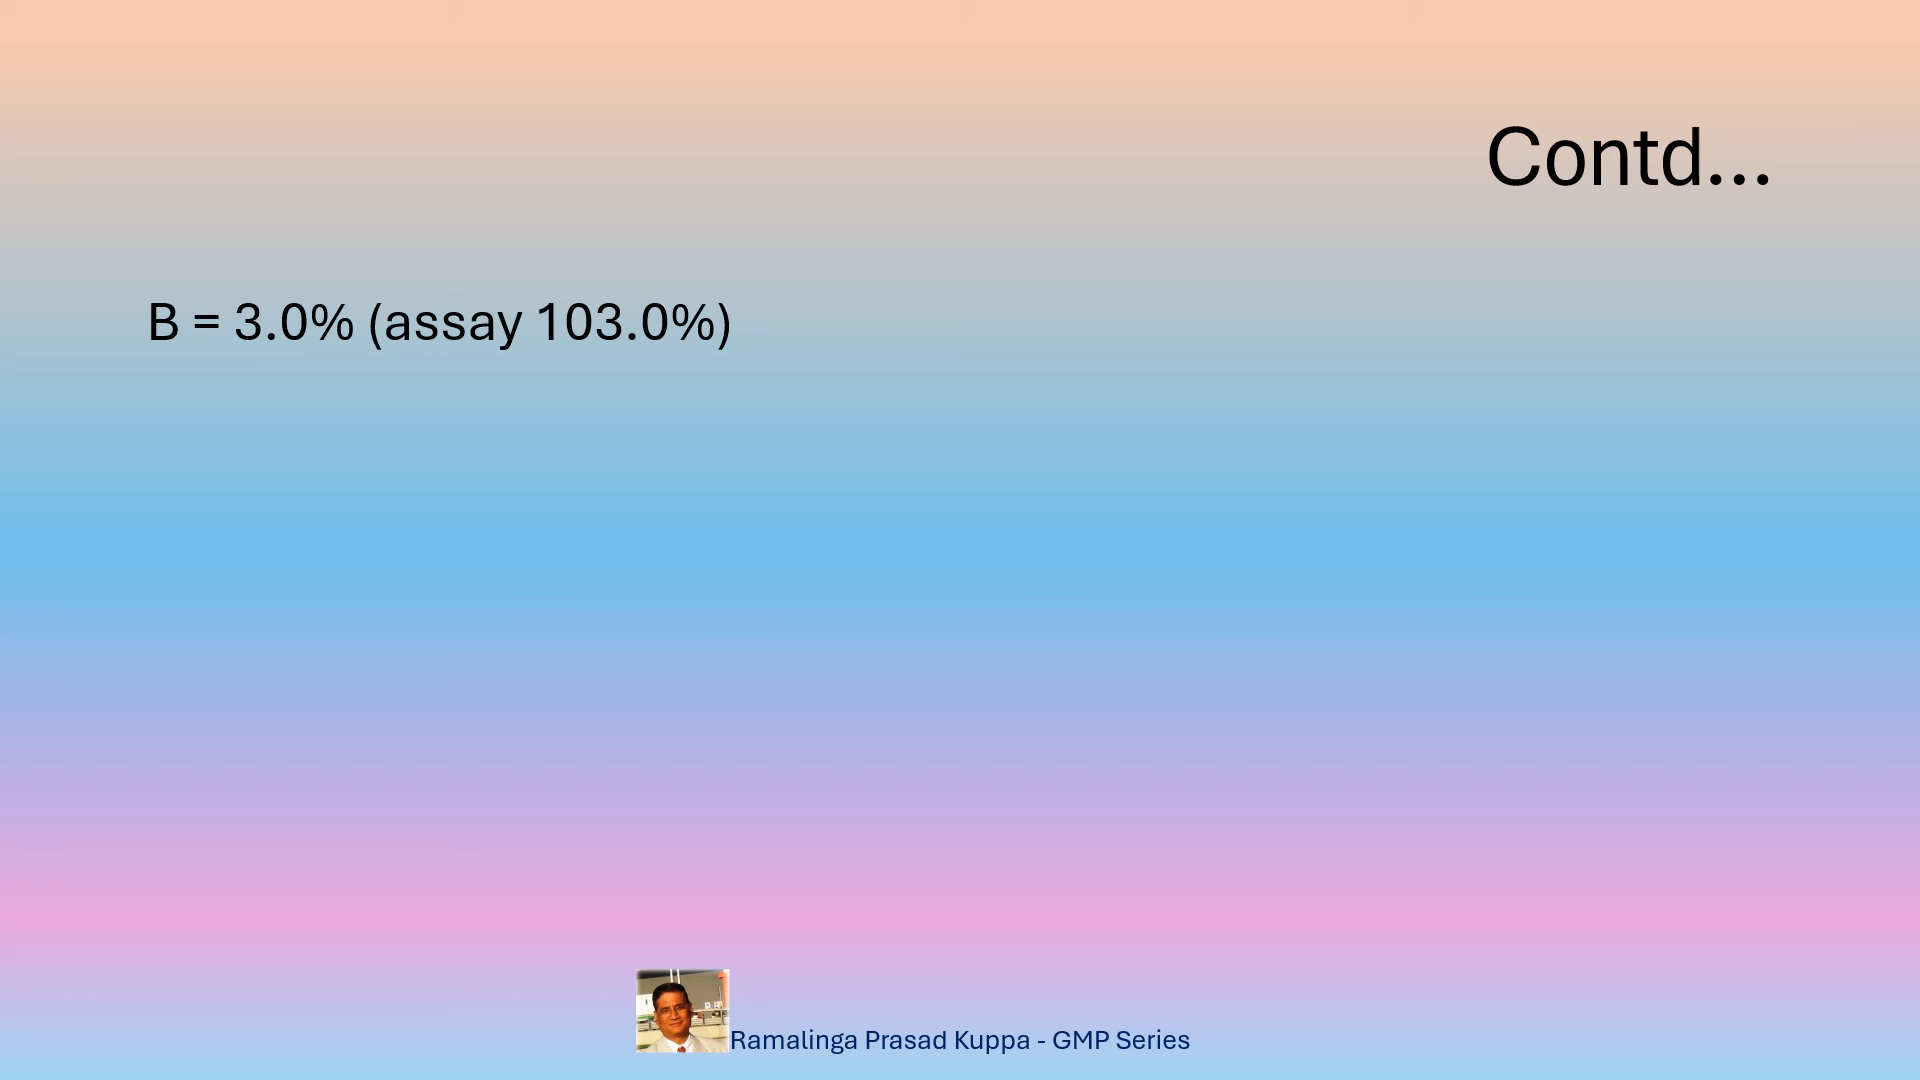 Contd...
B = 3.0% (assay 103.0%)
Ramalinga Prasad Kuppa - GMP Series